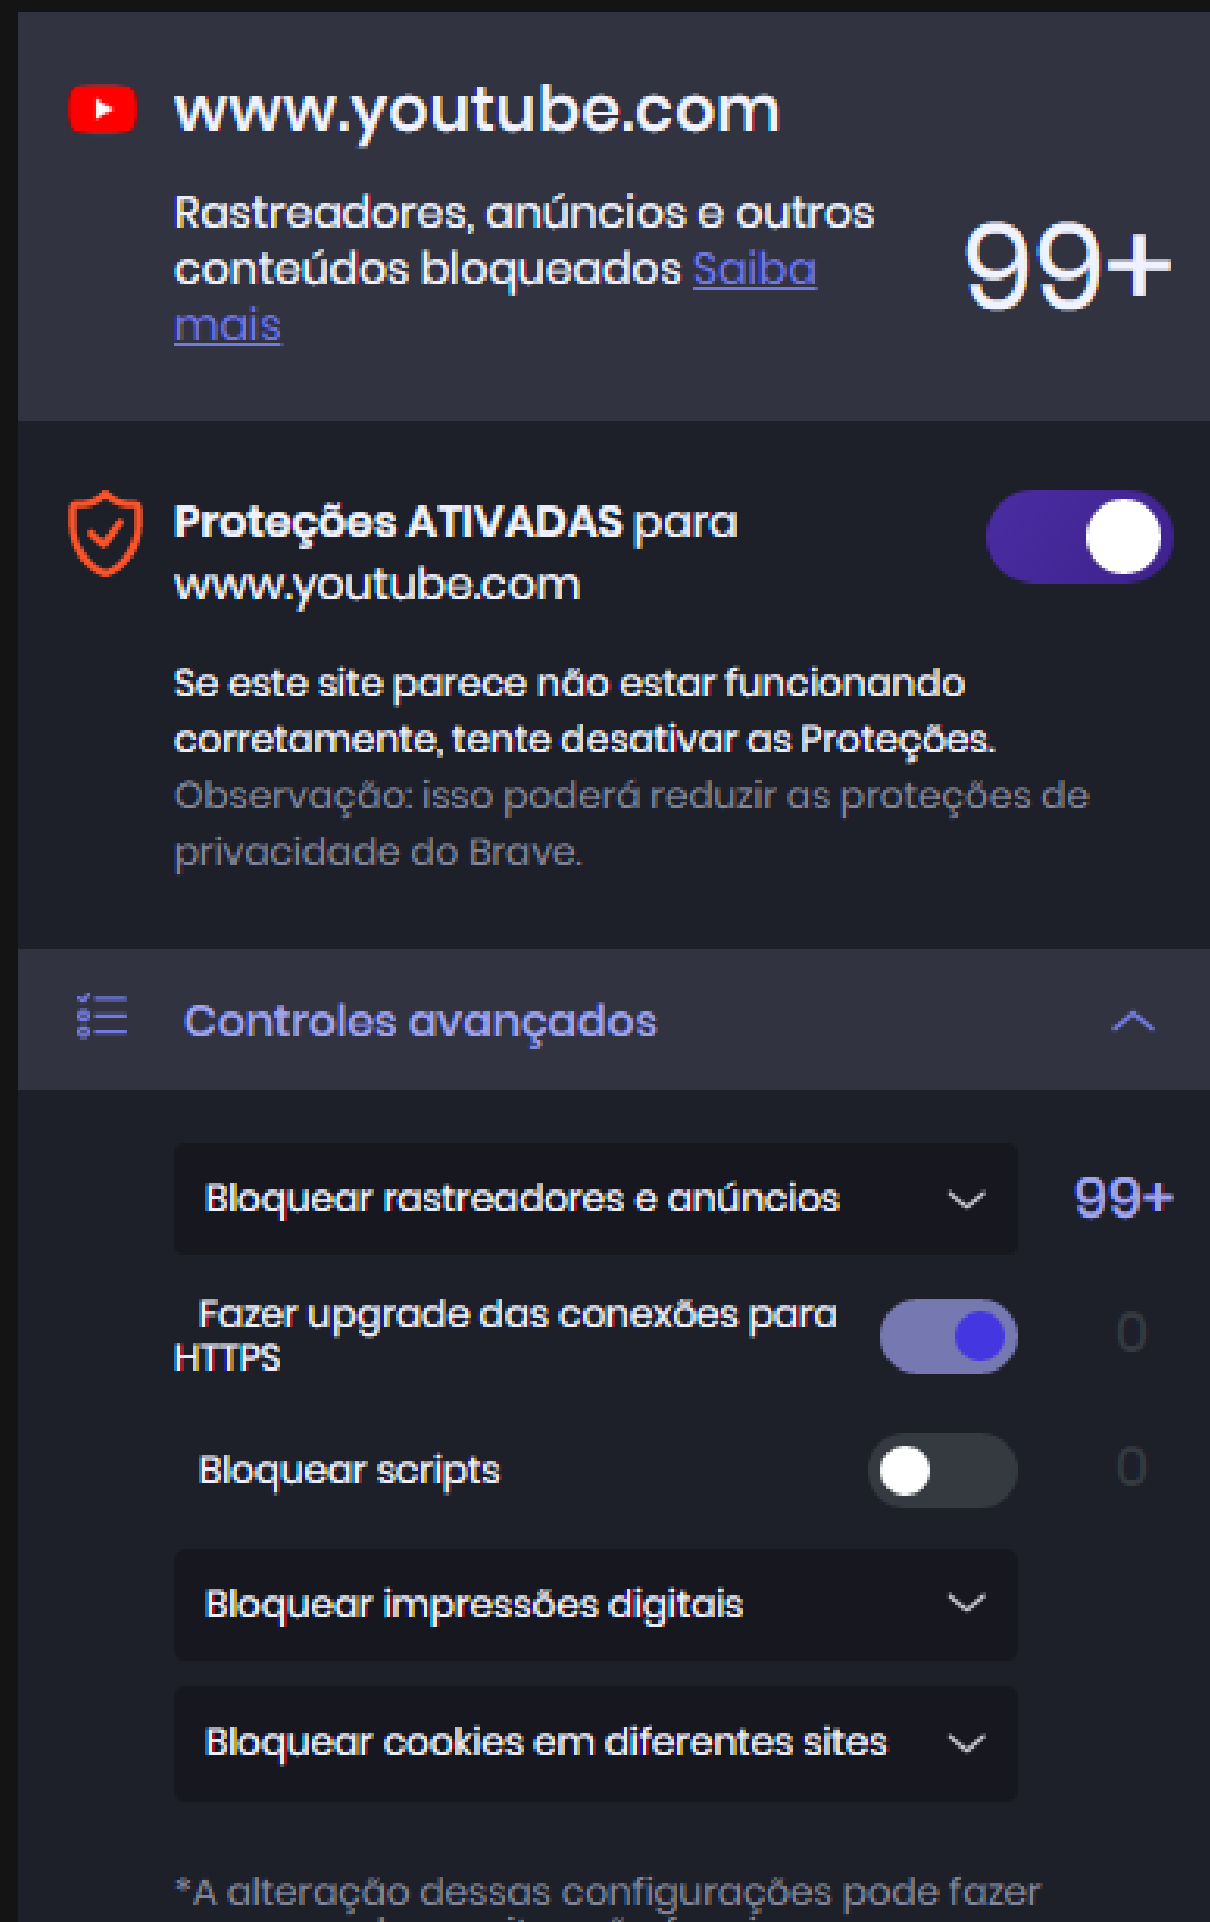 www.youtube.com
Rastreadores, anúncios e outros
conteúdos bloqueados Saiba
mais
99+
Proteções ATIVADAS para
www.youtube.com
Se este site parece não estar funcionando
corretamente, tente desativar as Proteções.
Observação: isso poderá reduzir as proteções de
privacidade do Brave.
Controles avançados
Bloquear rastreadores e anúncios
99+
Fazer upgrade das conexões para
HTTPS
0
Bloquear scripts
0
Bloquear impressões digitais
Bloquear cookies em diferentes sites
*A alteração dessas configurações pode fazer